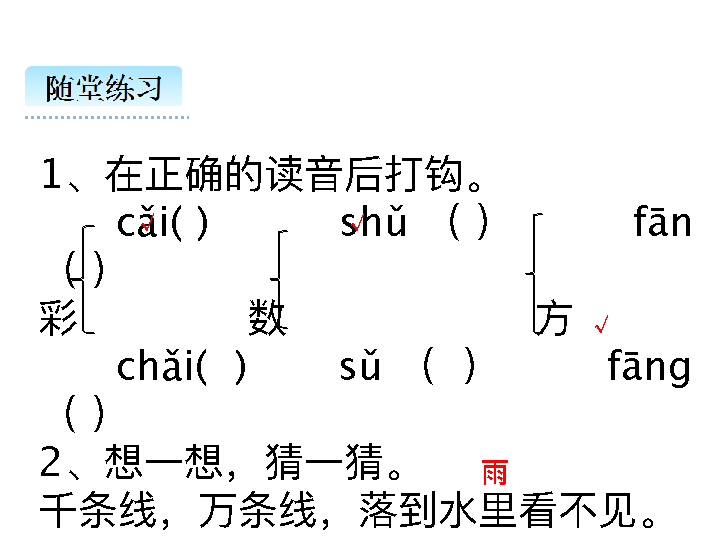 随堂练习
1、在正确的读音后打钩。
cǎi( )√ shǔ ( )√ fān
( )
彩 数 方 √
chǎi( ) sǔ ( ) fāng
( )
2、想一想，猜一猜。 雨
千条线，万条线，落到水里看不见。